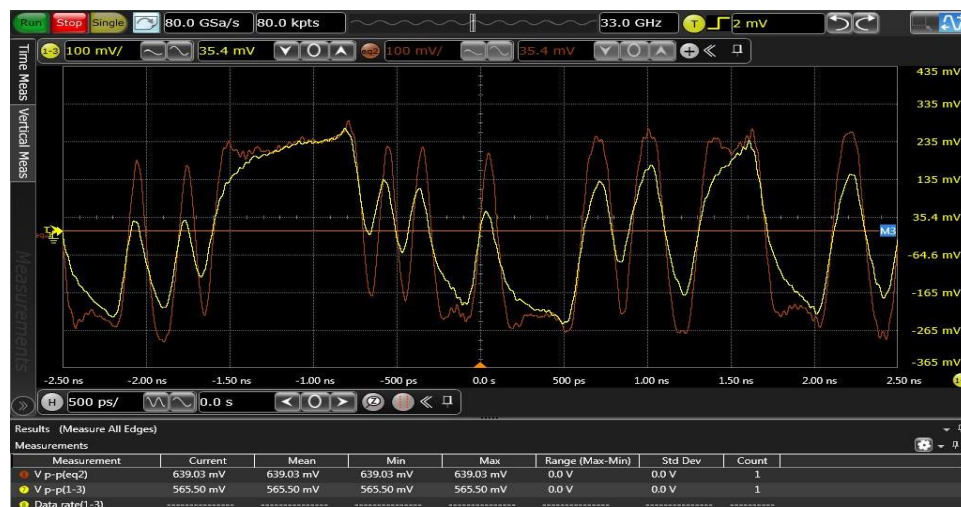 Run Stop Single 80.0 GSa/s 80.0 kpts 33.0 GHz T 2 mV
1-3 100 mV/ 35.4 mV eq2 100 mV/ 35.4 mV
Time Meas
Vertical Meas
Measurements
435 mV
335 mV
235 mV
135 mV
35.4 mV
M3
-64.6 mV
-165 mV
-265 mV
-365 mV
-2.50 ns -2.00 ns -1.50 ns -1.00 ns -500 ps 0.0 s 500 ps 1.00 ns 1.50 ns 2.00 ns 2.50 ns
H 500 ps/ 0.0 s
Results (Measure All Edges)
Measurements
Measurement Current Mean Min Max Range (Max-Min) Std Dev Count
V p-p(eq2) 639.03 mV 639.03 mV 639.03 mV 639.03 mV 0.0 V 0.0 V 1
V p-p(1-3) 565.50 mV 565.50 mV 565.50 mV 565.50 mV 0.0 V 0.0 V 1
Data rate(1-3) -------------- -------------- -------------- -------------- -------------- -------------- ----------